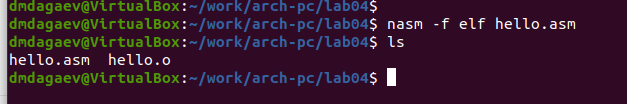 dmdagaev@VirtualBox:~/work/arch-pc/lab04$
dmdagaev@VirtualBox:~/work/arch-pc/lab04$ nasm -f elf hello.asm
dmdagaev@VirtualBox:~/work/arch-pc/lab04$ ls
hello.asm  hello.o
dmdagaev@VirtualBox:~/work/arch-pc/lab04$